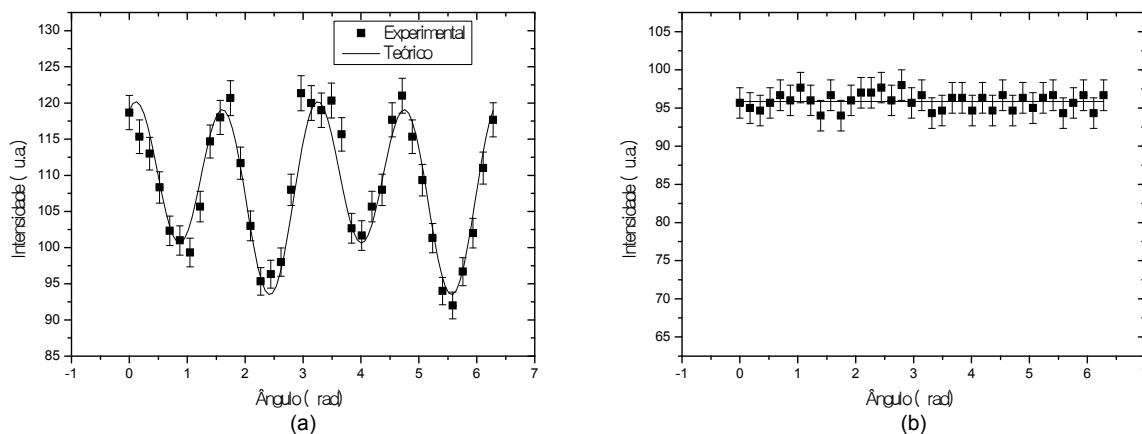 130
125
120
115
110
105
100
95
90
85
Intensidade ( u.a.)
Experimental
Teórico
-1 0 1 2 3 4 5 6 7
Ângulo ( rad)
(a)
105
100
95
90
85
80
75
70
65
Intensidade ( u.a.)
-1 0 1 2 3 4 5 6 7
Ângulo ( rad)
(b)